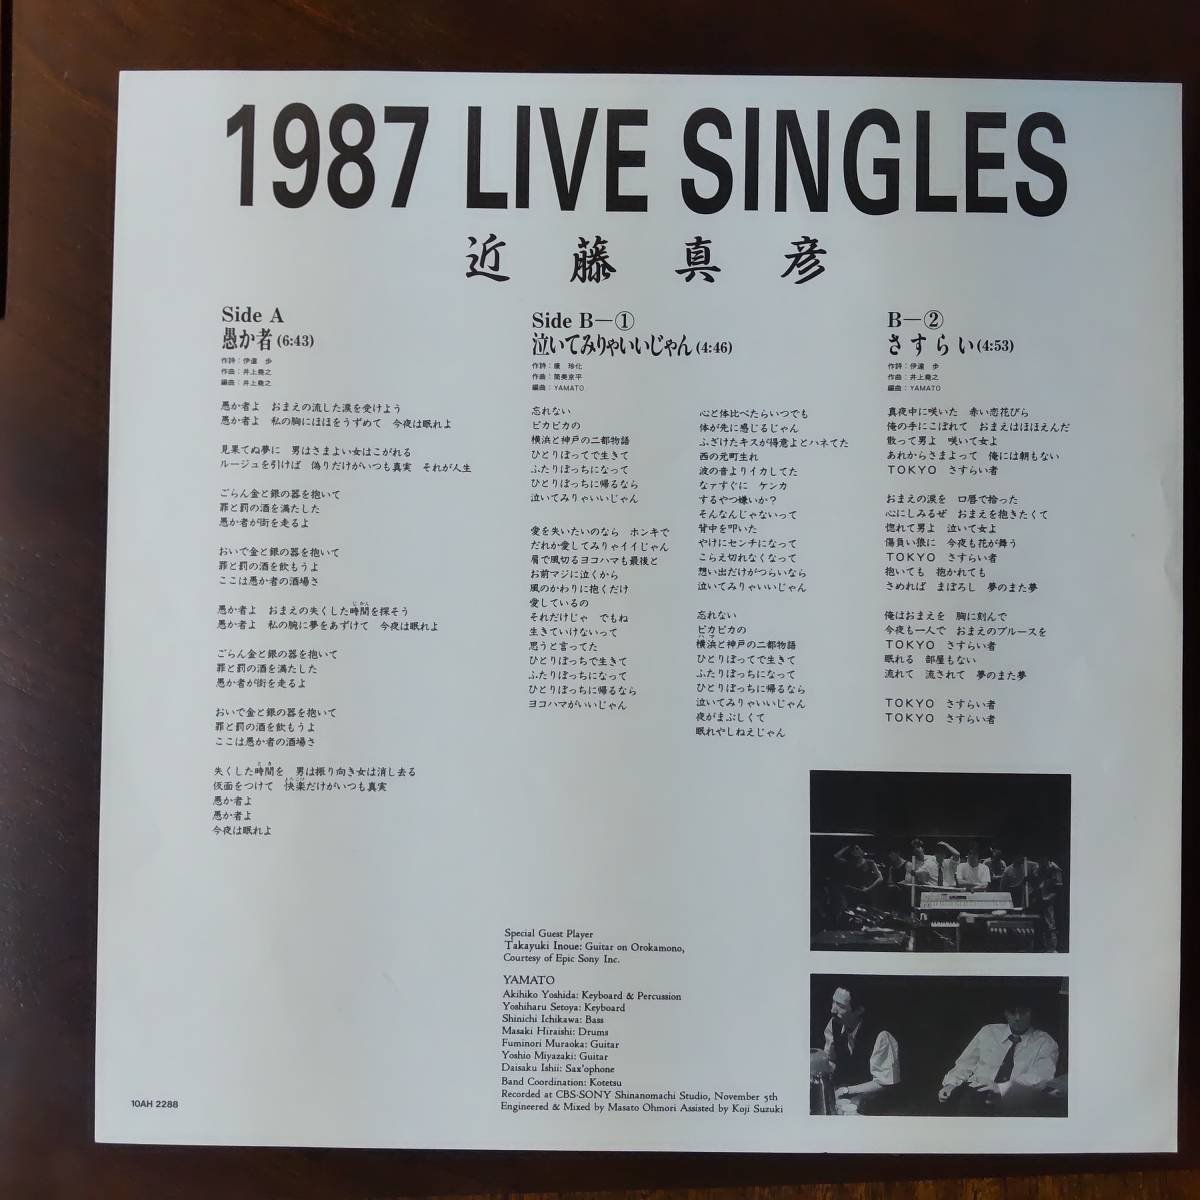 1987 LIVE SINGLES
近藤真彦
Side A
愚か者(6:43)
作詩：伊達 歩
作曲：井上堯之
編曲：井上堯之
愚か者よ おまえの流した涙を受けよう
愚か者よ 私の胸にほほをうずめて 今夜は眠れよ
見果てぬ夢に 男はさまよい女はこがれる
ルージュを引けば 偽りだけがいつも真実 それが人生
ごらん金と銀の器を抱いて
罪と罰の酒を満たした
愚か者が街を走るよ
おいで金と銀の器を抱いて
罪と罰の酒を飲もうよ
ここは愚か者の酒場さ
じかん
愚か者よ おまえの失くした時間を探そう
愚か者よ 私の腕に夢をあずけて 今夜は眠れよ
ごらん金と銀の器を抱いて
罪と罰の酒を満たした
愚か者が街を走るよ
おいで金と銀の器を抱いて
罪と罰の酒を飲もうよ
ここは愚か者の酒場さ
とき
失くした時間を 男は振り向き女は消し去る
仮面をつけて 快楽だけがいつも真実
愚か者よ
愚か者よ
今夜は眠れよ
Side B—①
泣いてみりゃいいじゃん(4:46)
作詩：康 珍化
作曲：筒美京平
編曲：YAMATO
忘れない
ピカピカの
横浜と神戸の二都物語
ひとりぼってで生きて
ふたりぼっちになって
ひとりぼっちに帰るなら
泣いてみりゃいいじゃん
愛を失いたいのなら ホンキで
だれか愛してみりゃイイじゃん
肩で風切るヨコハマも最後と
お前マジに泣くから
風のかわりに抱くだけ
愛しているの
それだけじゃ でもね
生きていけないって
思うと言ってた
ひとりぼっちで生きて
ふたりぼっちになって
ひとりぼっちに帰るなら
ヨコハマがいいじゃん
心と体比べたらいつでも
体が先に感じるじゃん
ふざけたキスが得意よとハネてた
西の元町生れ
波の音よりイカしてた
なァすぐに ケンカ
するやつ嫌いか？
そんなんじゃないって
背中を叩いた
やけにセンチになって
こらえ切れなくなって
想い出だけがつらいなら
泣いてみりゃいいじゃん
忘れない
ピカピカの
ハマ
横浜と神戸の二都物語
ひとりぼってで生きて
ふたりぼっちになって
ひとりぼっちに帰るなら
泣いてみりゃいいじゃん
夜がまぶしくて
眠れやしねえじゃん
B—②
さすらい(4:53)
作詩：伊達 歩
作曲：井上堯之
編曲：YAMATO
真夜中に咲いた 赤い恋花びら
俺の手にこぼれて おまえはほほえんだ
散って男よ 咲いて女よ
あれからさまよって 俺には朝もない
TOKYO さすらい者
おまえの涙を 口唇で拾った
心にしみるぜ おまえを抱きたくて
惚れて男よ 泣いて女よ
傷負い狼に 今夜も花が舞う
TOKYO さすらい者
抱いても 抱かれても
さめれば まぼろし 夢のまた夢
俺はおまえを 胸に刻んで
今夜も一人で おまえのブルースを
TOKYO さすらい者
眠れる 部屋もない
流れて 流されて 夢のまた夢
TOKYO さすらい者
TOKYO さすらい者
Special Guest Player
Takayuki Inoue: Guitar on Orokamono,
Courtesy of Epic Sony Inc.
YAMATO
Akihiko Yoshida: Keyboard & Percussion
Yoshiharu Setoya: Keyboard
Shinichi Ichikawa: Bass
Masaki Hiraishi: Drums
Fuminori Muraoka: Guitar
Yoshio Miyazaki: Guitar
Daisaku Ishii: Sax'ophone
Band Coordination: Kotetsu
Recorded at CBS-SONY Shinanomachi Studio, November 5th
Engineered & Mixed by Masato Ohmori Assisted by Koji Suzuki
10AH 2288